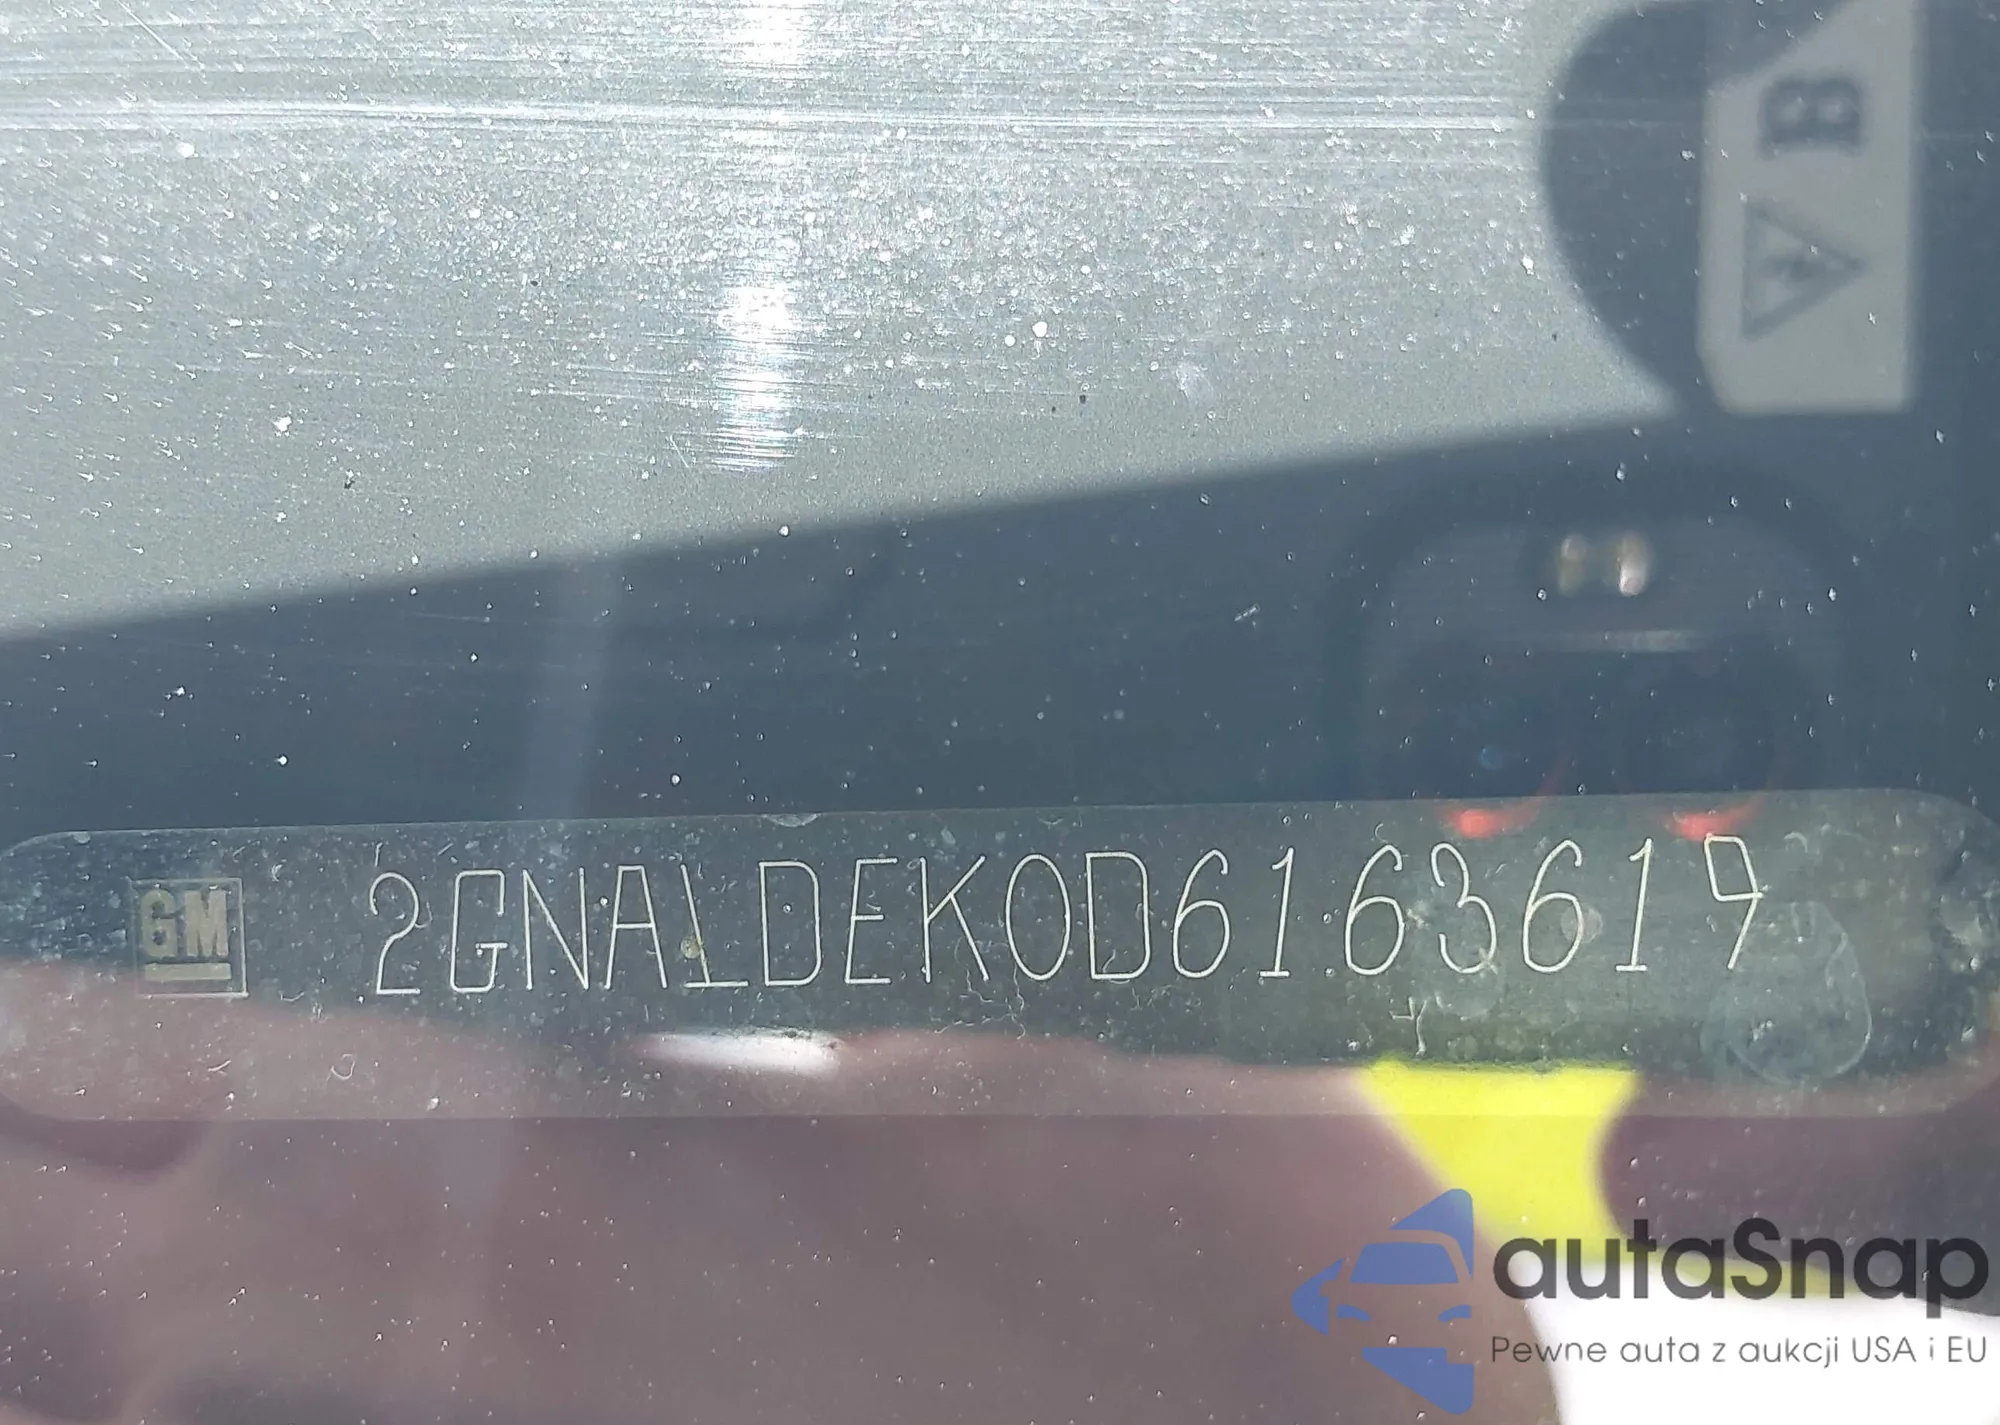 B
GM 2GNALDEK0D6163619
autaSnap
Pewne auta z aukcji USA i EU